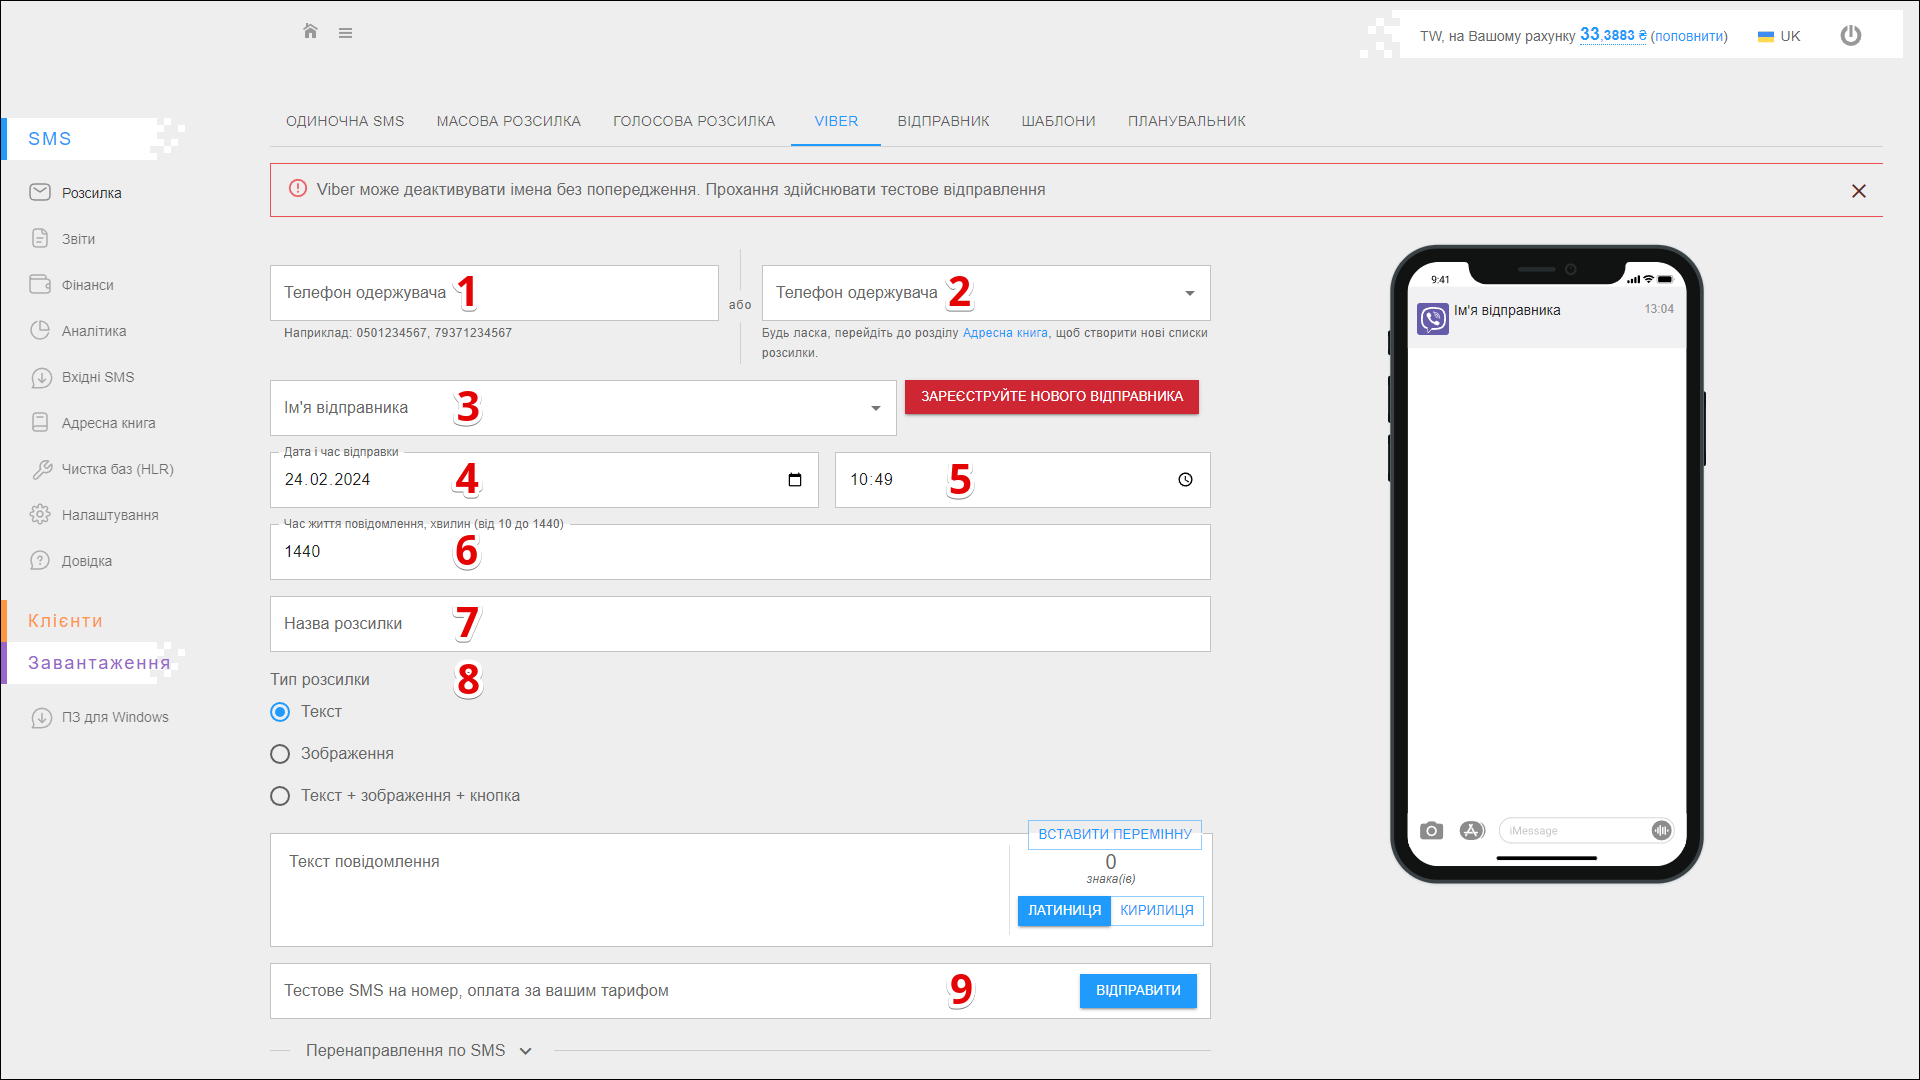 TW, на Вашому рахунку 33,3883 ₴ (поповнити) UK
SMS
Розсилка
Звіти
Фінанси
Аналітика
Вхідні SMS
Адресна книга
Чистка баз (HLR)
Налаштування
Довідка
Клієнти
Завантаження
ПЗ для Windows
ОДИНОЧНА SMS МАСОВА РОЗСИЛКА ГОЛОСОВА РОЗСИЛКА VIBER ВІДПРАВНИК ШАБЛОНИ ПЛАНУВАЛЬНИК
Viber може деактивувати імена без попередження. Прохання здійснювати тестове відправлення
Телефон одержувача 1
Наприклад: 0501234567, 79371234567
або
Телефон одержувача 2
Будь ласка, перейдіть до розділу Адресна книга, щоб створити нові списки
розсилки.
Ім'я відправника 3
ЗАРЕЄСТРУЙТЕ НОВОГО ВІДПРАВНИКА
Дата і час відправки
24.02.2024 4
10:49 5
Час життя повідомлення, хвилин (від 10 до 1440)
1440 6
Назва розсилки 7
Тип розсилки 8
Текст
Зображення
Текст + зображення + кнопка
ВСТАВИТИ ПЕРЕМІННУ
Текст повідомлення
0
знака(ів)
ЛАТИНИЦЯ КИРИЛИЦЯ
Тестове SMS на номер, оплата за вашим тарифом 9 ВІДПРАВИТИ
Перенаправлення по SMS
9:41
Ім'я відправника 13:04
iMessage